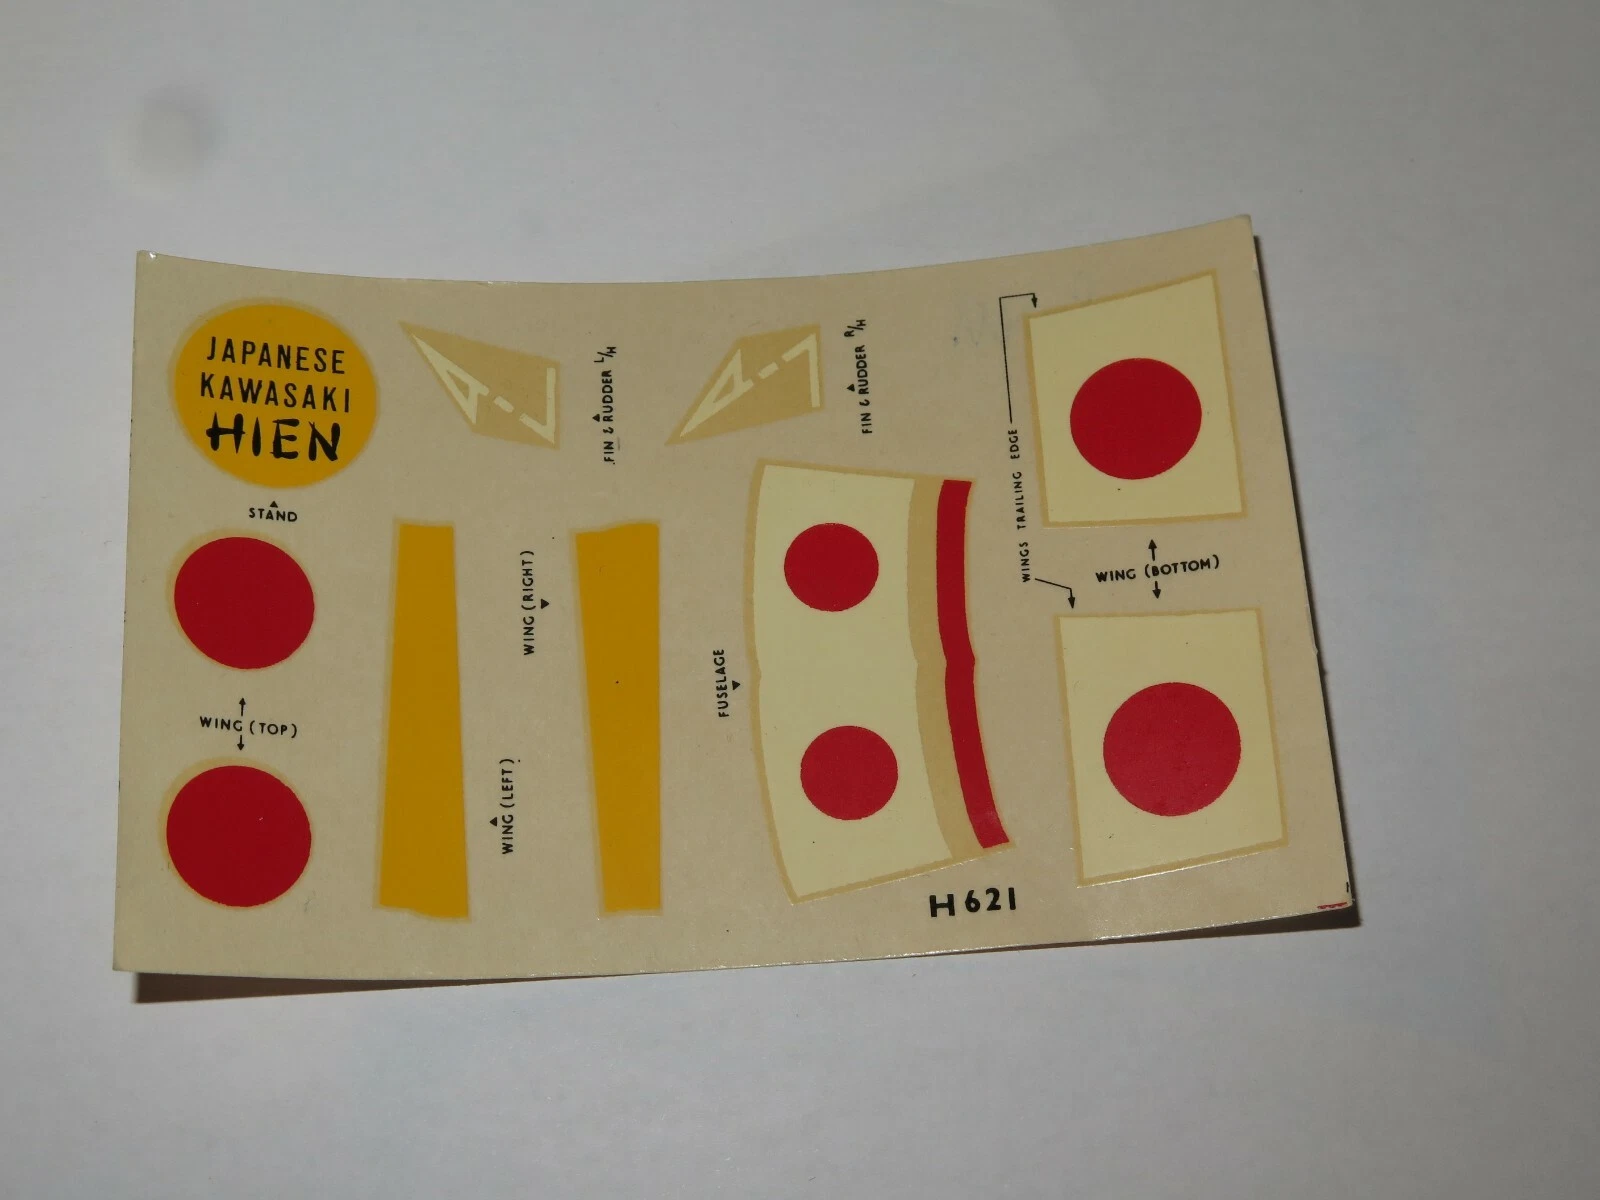 JAPANESE
KAWASAKI
HIEN
STAND
WING (TOP)
FIN & RUDDER L/H
FIN & RUDDER R/H
WING (RIGHT)
WING (LEFT)
FUSELAGE
WINGS TRAILING EDGE
WING (BOTTOM)
H621